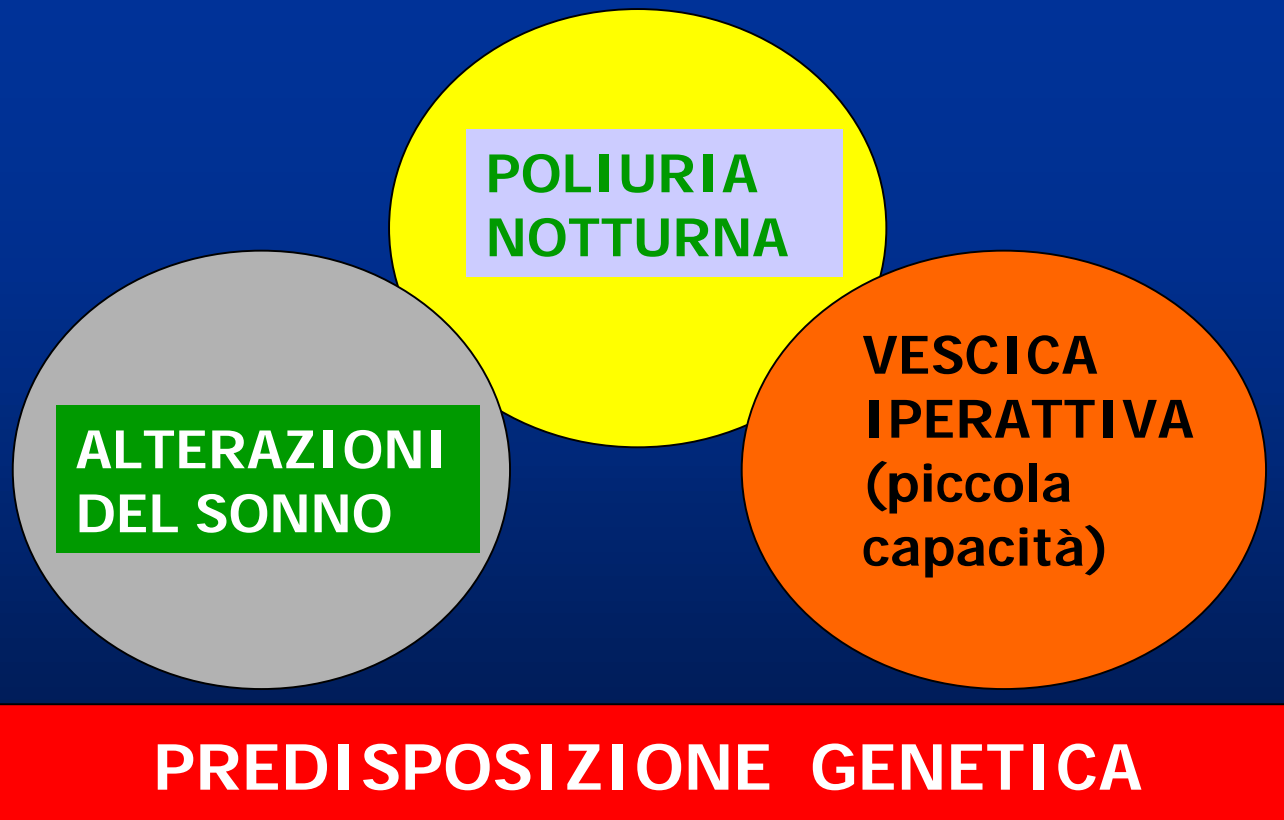 POLIURIA
NOTTURNA
ALTERAZIONI
DEL SONNO
VESCICA
IPERATTIVA
(piccola
capacità)
PREDISPOSIZIONE GENETICA